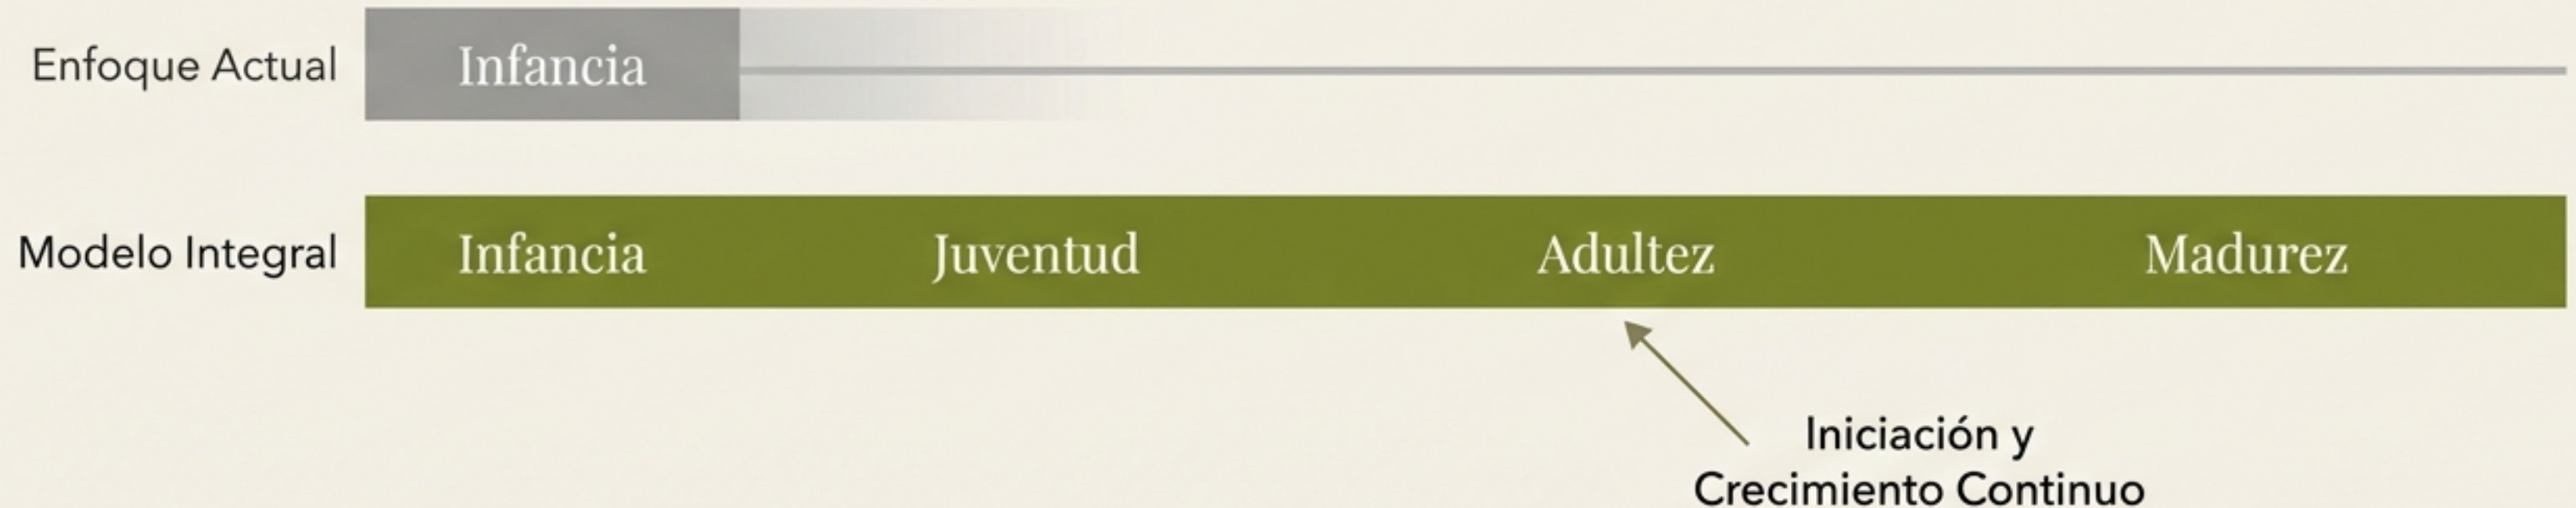 Enfoque Actual Infancia
Modelo Integral Infancia Juventud Adultez Madurez
Iniciación y
Crecimiento Continuo